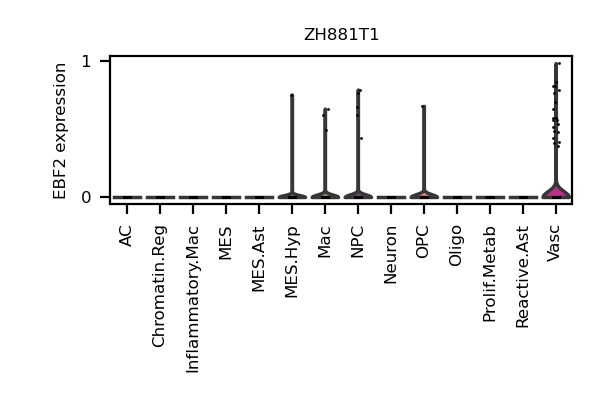 ZH881T1
EBF2 expression
1
0
AC
Chromatin.Reg
Inflammatory.Mac
MES
MES.Ast
MES.Hyp
Mac
NPC
Neuron
OPC
Oligo
Prolif.Metab
Reactive.Ast
Vasc